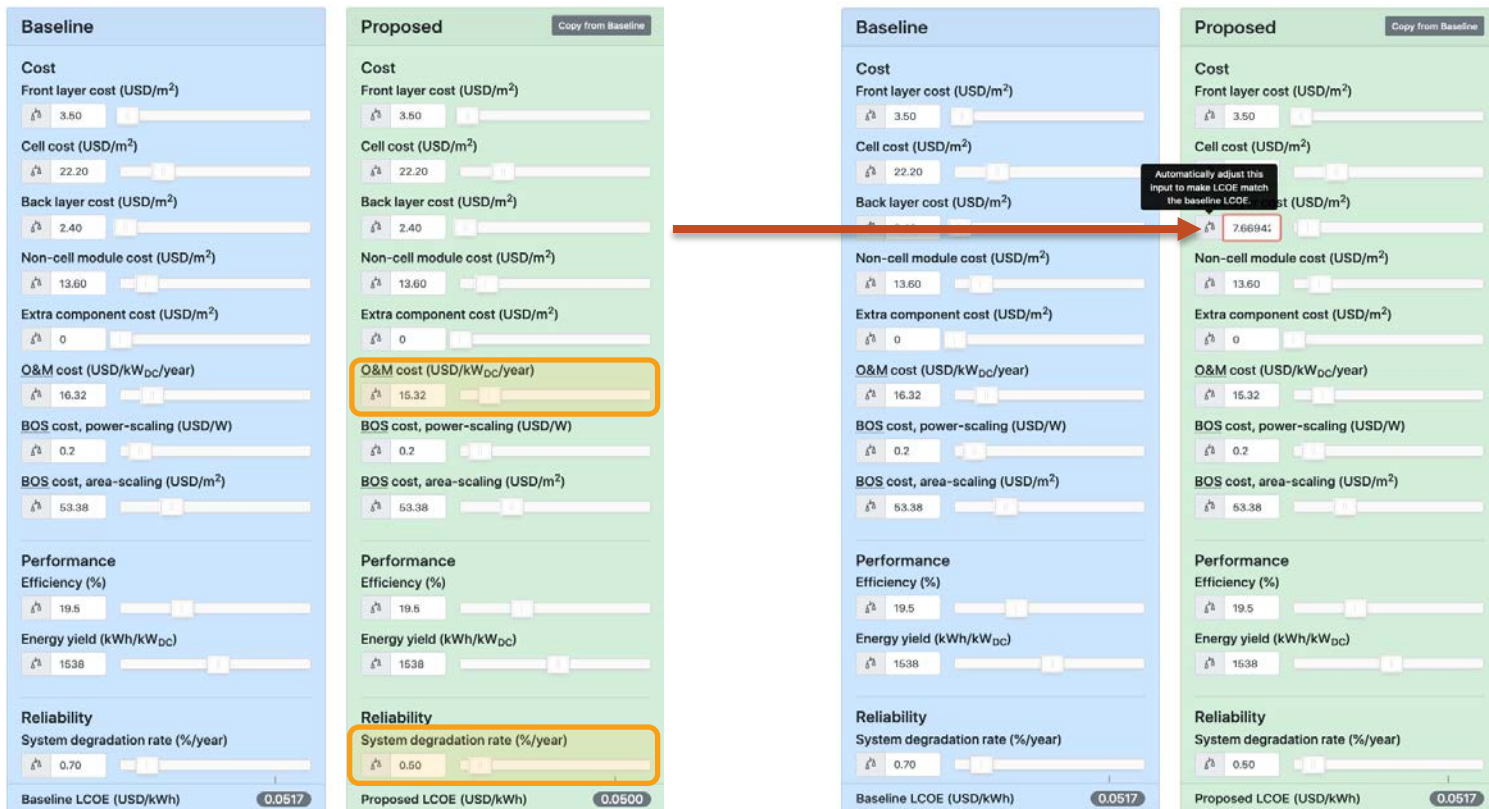 Baseline
Cost
Front layer cost (USD/m²)
3.50
Cell cost (USD/m²)
22.20
Back layer cost (USD/m²)
2.40
Non-cell module cost (USD/m²)
13.60
Extra component cost (USD/m²)
0
O&M cost (USD/kWDC/year)
16.32
BOS cost, power-scaling (USD/W)
0.2
BOS cost, area-scaling (USD/m²)
53.38
Performance
Efficiency (%)
19.5
Energy yield (kWh/kWDC)
1538
Reliability
System degradation rate (%/year)
0.70
Baseline LCOE (USD/kWh) 0.0517
Proposed Copy from Baseline
Cost
Front layer cost (USD/m²)
3.50
Cell cost (USD/m²)
22.20
Back layer cost (USD/m²)
2.40
Non-cell module cost (USD/m²)
13.60
Extra component cost (USD/m²)
0
O&M cost (USD/kWDC/year)
15.32
BOS cost, power-scaling (USD/W)
0.2
BOS cost, area-scaling (USD/m²)
53.38
Performance
Efficiency (%)
19.5
Energy yield (kWh/kWDC)
1538
Reliability
System degradation rate (%/year)
0.50
Proposed LCOE (USD/kWh) 0.0500
Baseline
Cost
Front layer cost (USD/m²)
3.50
Cell cost (USD/m²)
22.20
Back layer cost (USD/m²)
Non-cell module cost (USD/m²)
13.60
Extra component cost (USD/m²)
0
O&M cost (USD/kWDC/year)
16.32
BOS cost, power-scaling (USD/W)
0.2
BOS cost, area-scaling (USD/m²)
53.38
Performance
Efficiency (%)
19.5
Energy yield (kWh/kWDC)
1538
Reliability
System degradation rate (%/year)
0.70
Baseline LCOE (USD/kWh) 0.0517
Proposed Copy from Baseline
Cost
Front layer cost (USD/m²)
3.50
Cell cost (USD/m²)
Automatically adjust this
input to make LCOE match
the baseline LCOE.
cost (USD/m²)
7.6694
Non-cell module cost (USD/m²)
13.60
Extra component cost (USD/m²)
0
O&M cost (USD/kWDC/year)
15.32
BOS cost, power-scaling (USD/W)
0.2
BOS cost, area-scaling (USD/m²)
53.38
Performance
Efficiency (%)
19.5
Energy yield (kWh/kWDC)
1538
Reliability
System degradation rate (%/year)
0.50
Proposed LCOE (USD/kWh) 0.0517